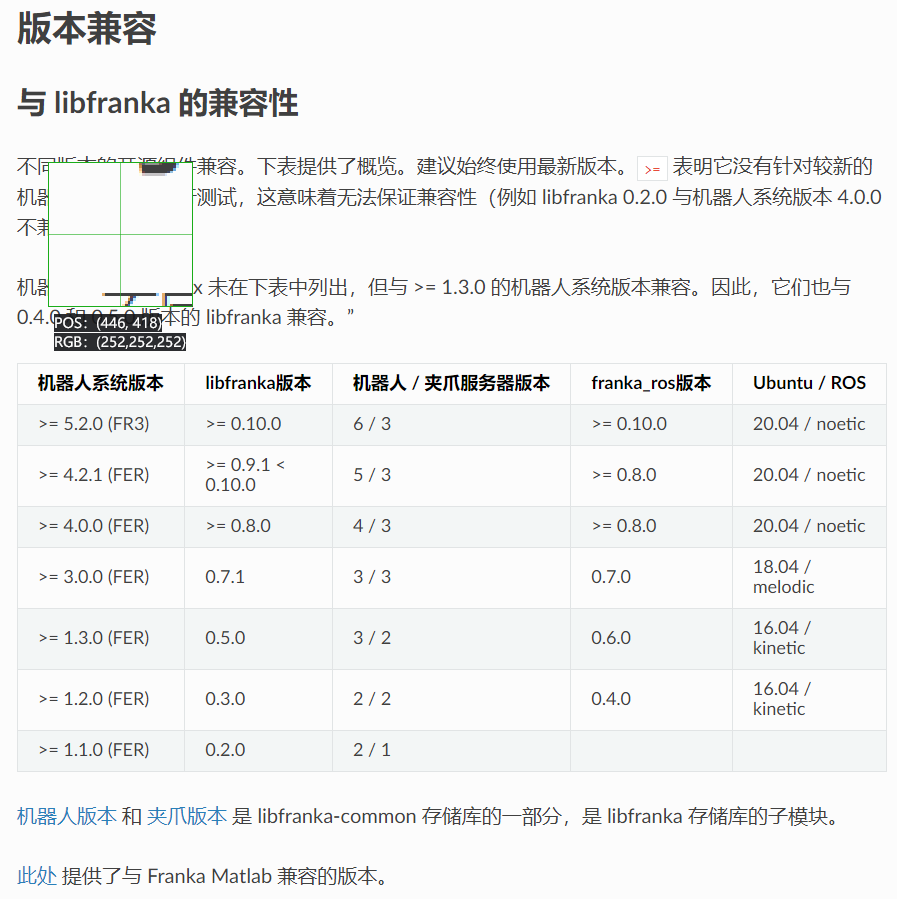 版本兼容
与 libfranka 的兼容性
不同版本的开源组件兼容。下表提供了概览。建议始终使用最新版本。 >= 表明它没有针对较新的
机器 测试，这意味着无法保证兼容性（例如 libfranka 0.2.0 与机器人系统版本 4.0.0
不兼
机器 x 未在下表中列出，但与 >= 1.3.0 的机器人系统版本兼容。因此，它们也与
0.4.0 和 0.5.0 版本的 libfranka 兼容。”
POS: (446, 418)
RGB: (252,252,252)
机器人系统版本 libfranka版本 机器人 / 夹爪服务器版本 franka_ros版本 Ubuntu / ROS
>= 5.2.0 (FR3) >= 0.10.0 6 / 3 >= 0.10.0 20.04 / noetic
>= 4.2.1 (FER) >= 0.9.1 < 0.10.0 5 / 3 >= 0.8.0 20.04 / noetic
>= 4.0.0 (FER) >= 0.8.0 4 / 3 >= 0.8.0 20.04 / noetic
>= 3.0.0 (FER) 0.7.1 3 / 3 0.7.0 18.04 / melodic
>= 1.3.0 (FER) 0.5.0 3 / 2 0.6.0 16.04 / kinetic
>= 1.2.0 (FER) 0.3.0 2 / 2 0.4.0 16.04 / kinetic
>= 1.1.0 (FER) 0.2.0 2 / 1
机器人版本 和 夹爪版本 是 libfranka-common 存储库的一部分，是 libfranka 存储库的子模块。
此处 提供了与 Franka Matlab 兼容的版本。